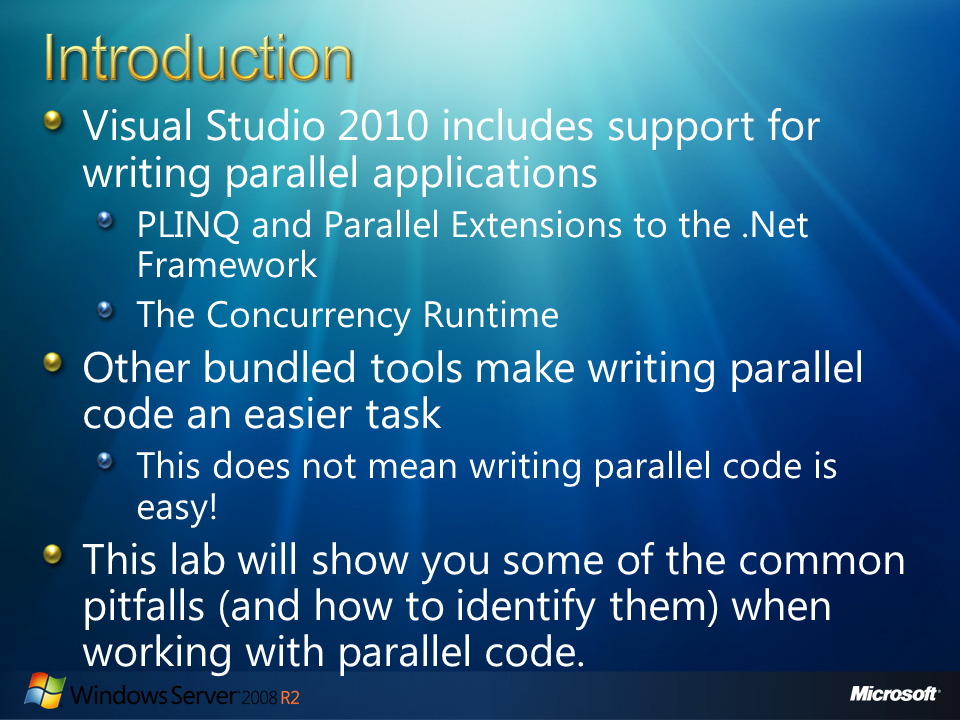 Introduction
Visual Studio 2010 includes support for
writing parallel applications
PLINQ and Parallel Extensions to the .Net
Framework
The Concurrency Runtime
Other bundled tools make writing parallel
code an easier task
This does not mean writing parallel code is
easy!
This lab will show you some of the common
pitfalls (and how to identify them) when
working with parallel code.
Windows Server 2008 R2
Microsoft